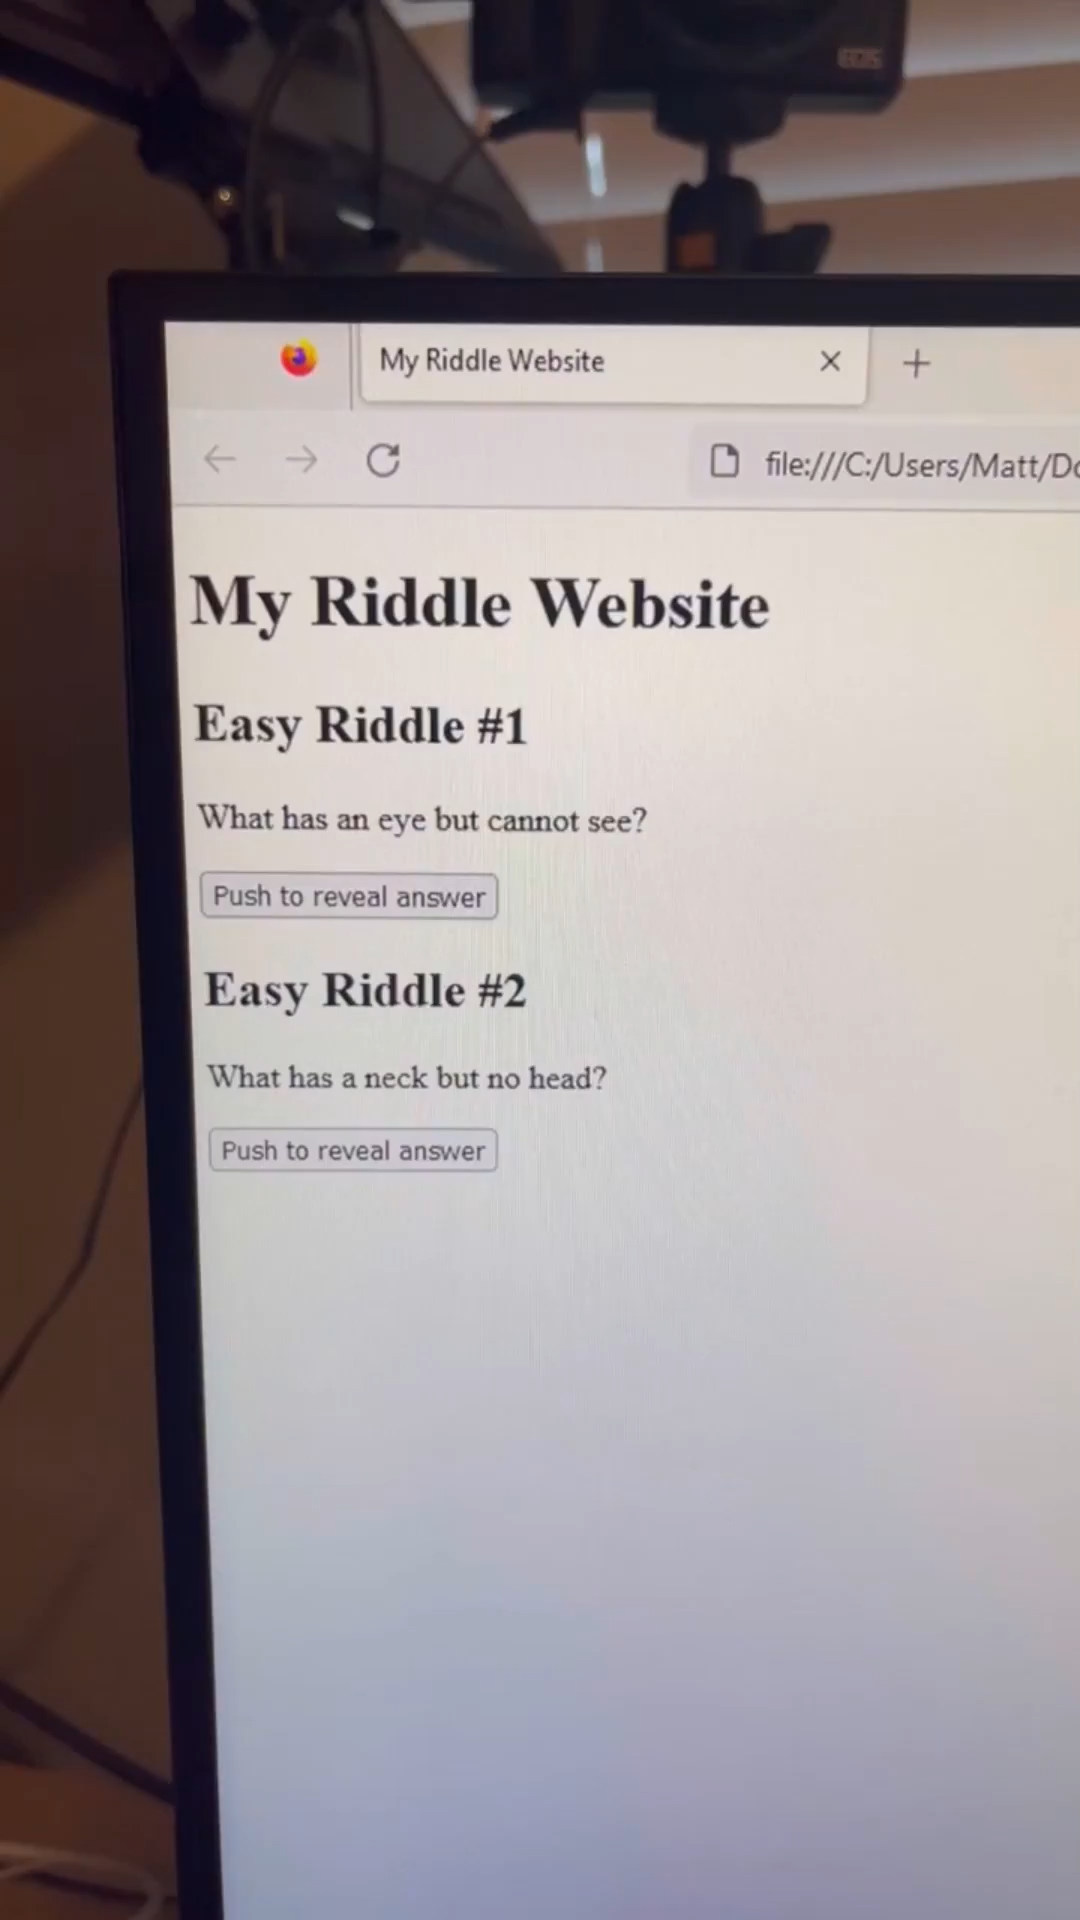 My Riddle Website
file:///C:/Users/Matt/Do
My Riddle Website
Easy Riddle #1
What has an eye but cannot see?
Push to reveal answer
Easy Riddle #2
What has a neck but no head?
Push to reveal answer